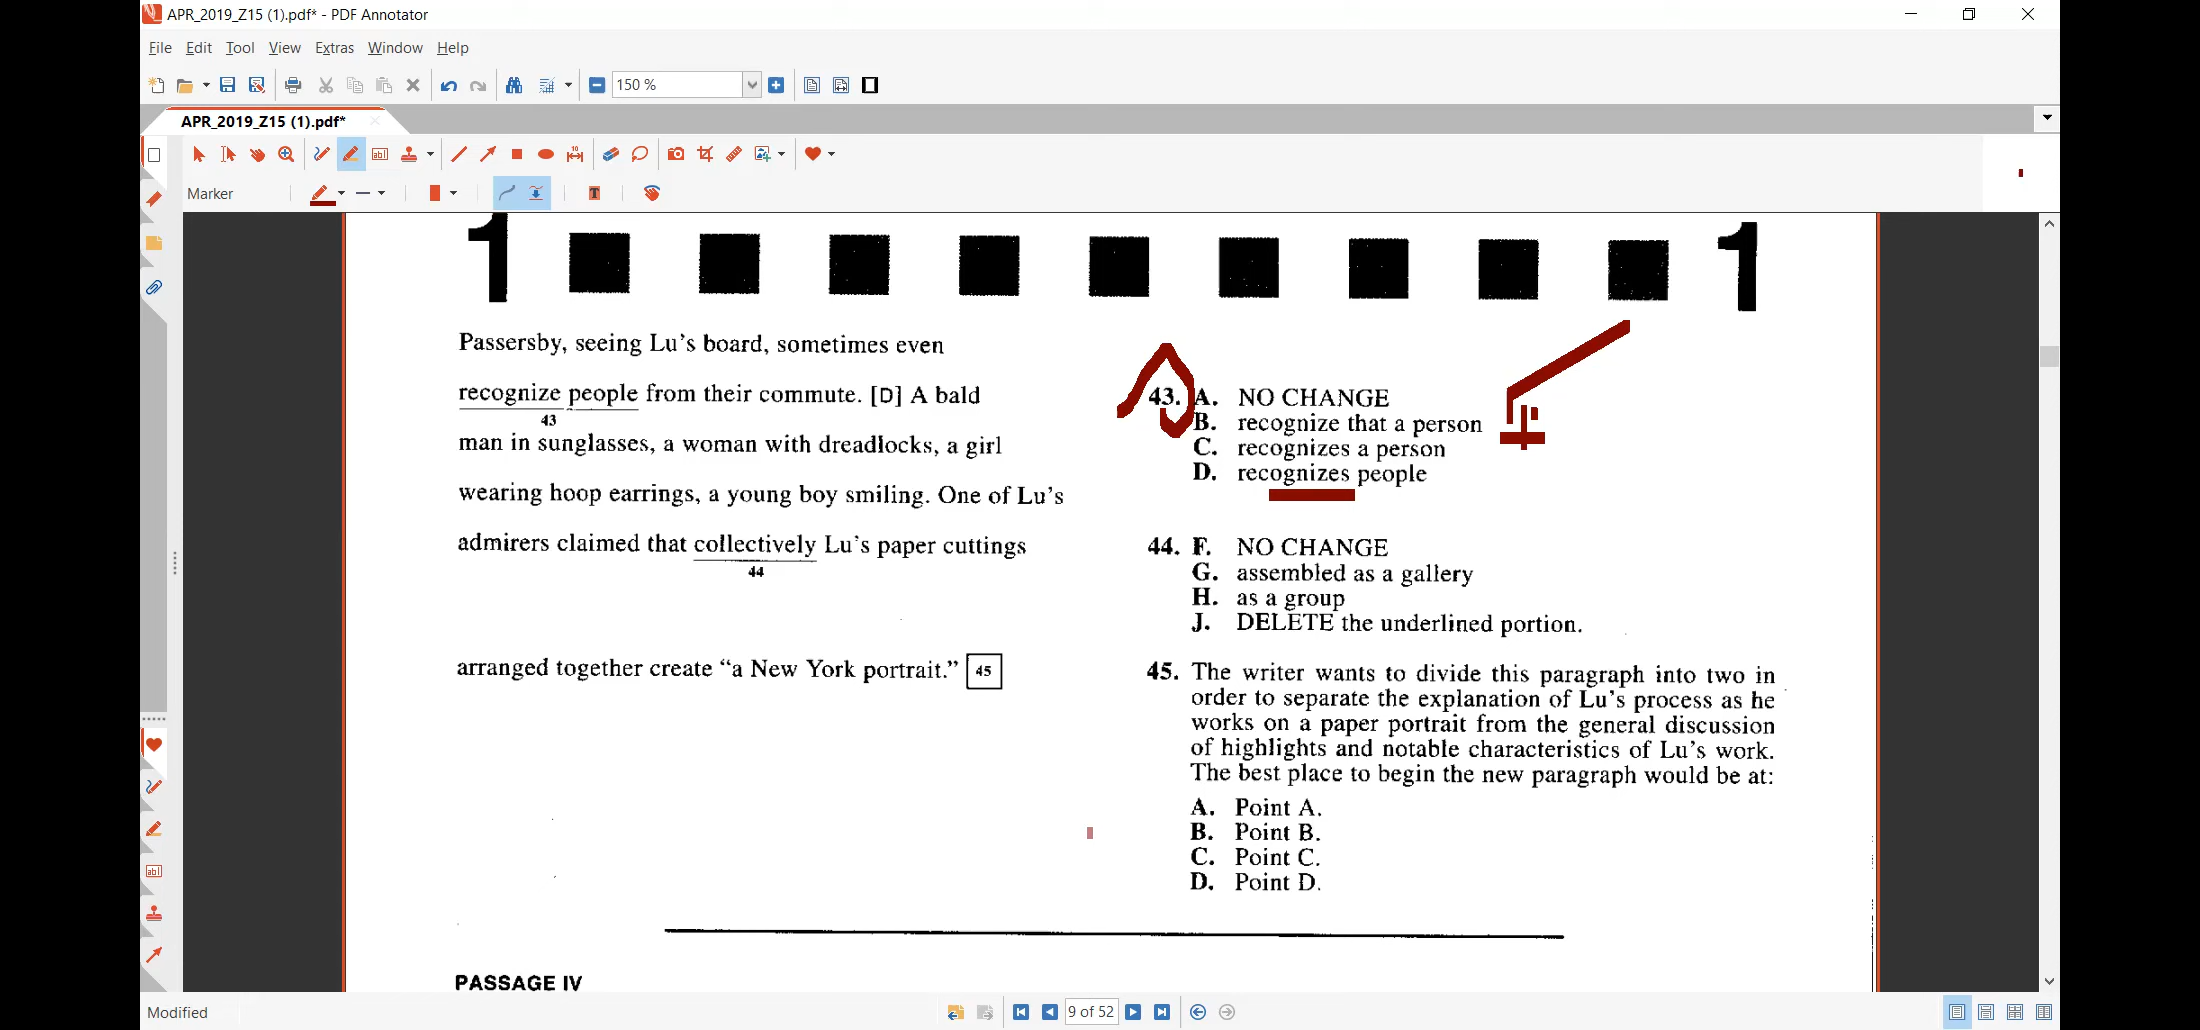 APR_2019_Z15 (1).pdf* - PDF Annotator
File Edit Tool View Extras Window Help
150 %
APR_2019_Z15 (1).pdf*
Marker
1 1
Passersby, seeing Lu's board, sometimes even
recognize people from their commute. [D] A bald
43
man in sunglasses, a woman with dreadlocks, a girl
wearing hoop earrings, a young boy smiling. One of Lu's
admirers claimed that collectively Lu's paper cuttings
44
arranged together create "a New York portrait." 45
43. A. NO CHANGE
B. recognize that a person
C. recognizes a person
D. recognizes people
44. F. NO CHANGE
G. assembled as a gallery
H. as a group
J. DELETE the underlined portion.
45. The writer wants to divide this paragraph into two in
order to separate the explanation of Lu's process as he
works on a paper portrait from the general discussion
of highlights and notable characteristics of Lu's work.
The best place to begin the new paragraph would be at:
A. Point A.
B. Point B.
C. Point C.
D. Point D.
PASSAGE IV
Modified
9 of 52